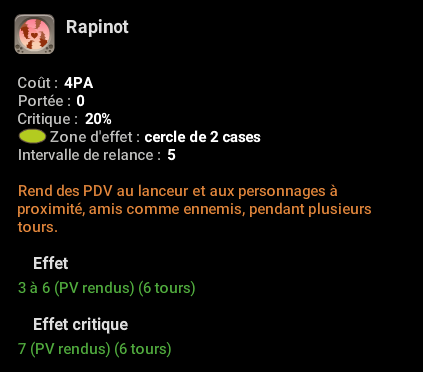 Rapinot
Coût : 4PA
Portée : 0
Critique : 20%
Zone d'effet : cercle de 2 cases
Intervalle de relance : 5
Rend des PDV au lanceur et aux personnages à
proximité, amis comme ennemis, pendant plusieurs
tours.
Effet
3 à 6 (PV rendus) (6 tours)
Effet critique
7 (PV rendus) (6 tours)